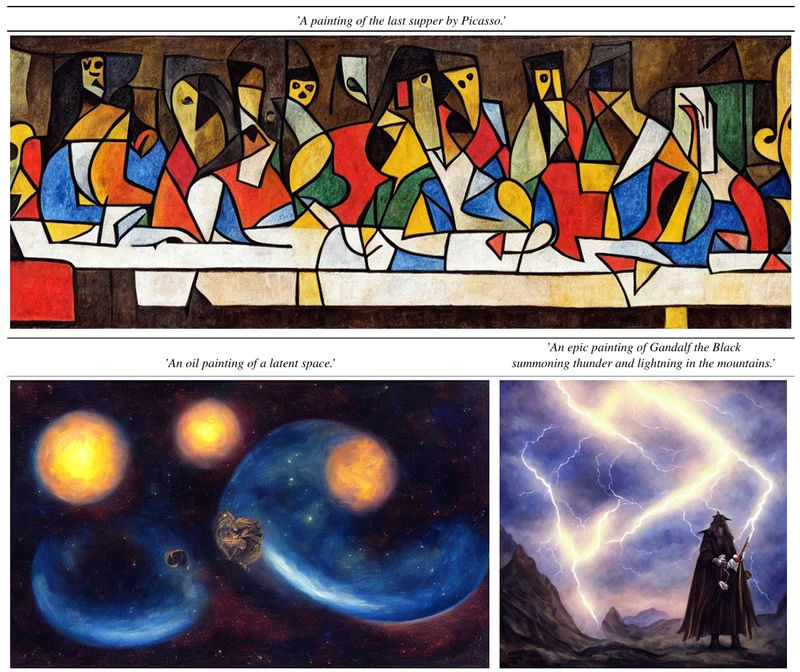 'A painting of the last supper by Picasso.'
'An oil painting of a latent space.'
'An epic painting of Gandalf the Black
summoning thunder and lightning in the mountains.'